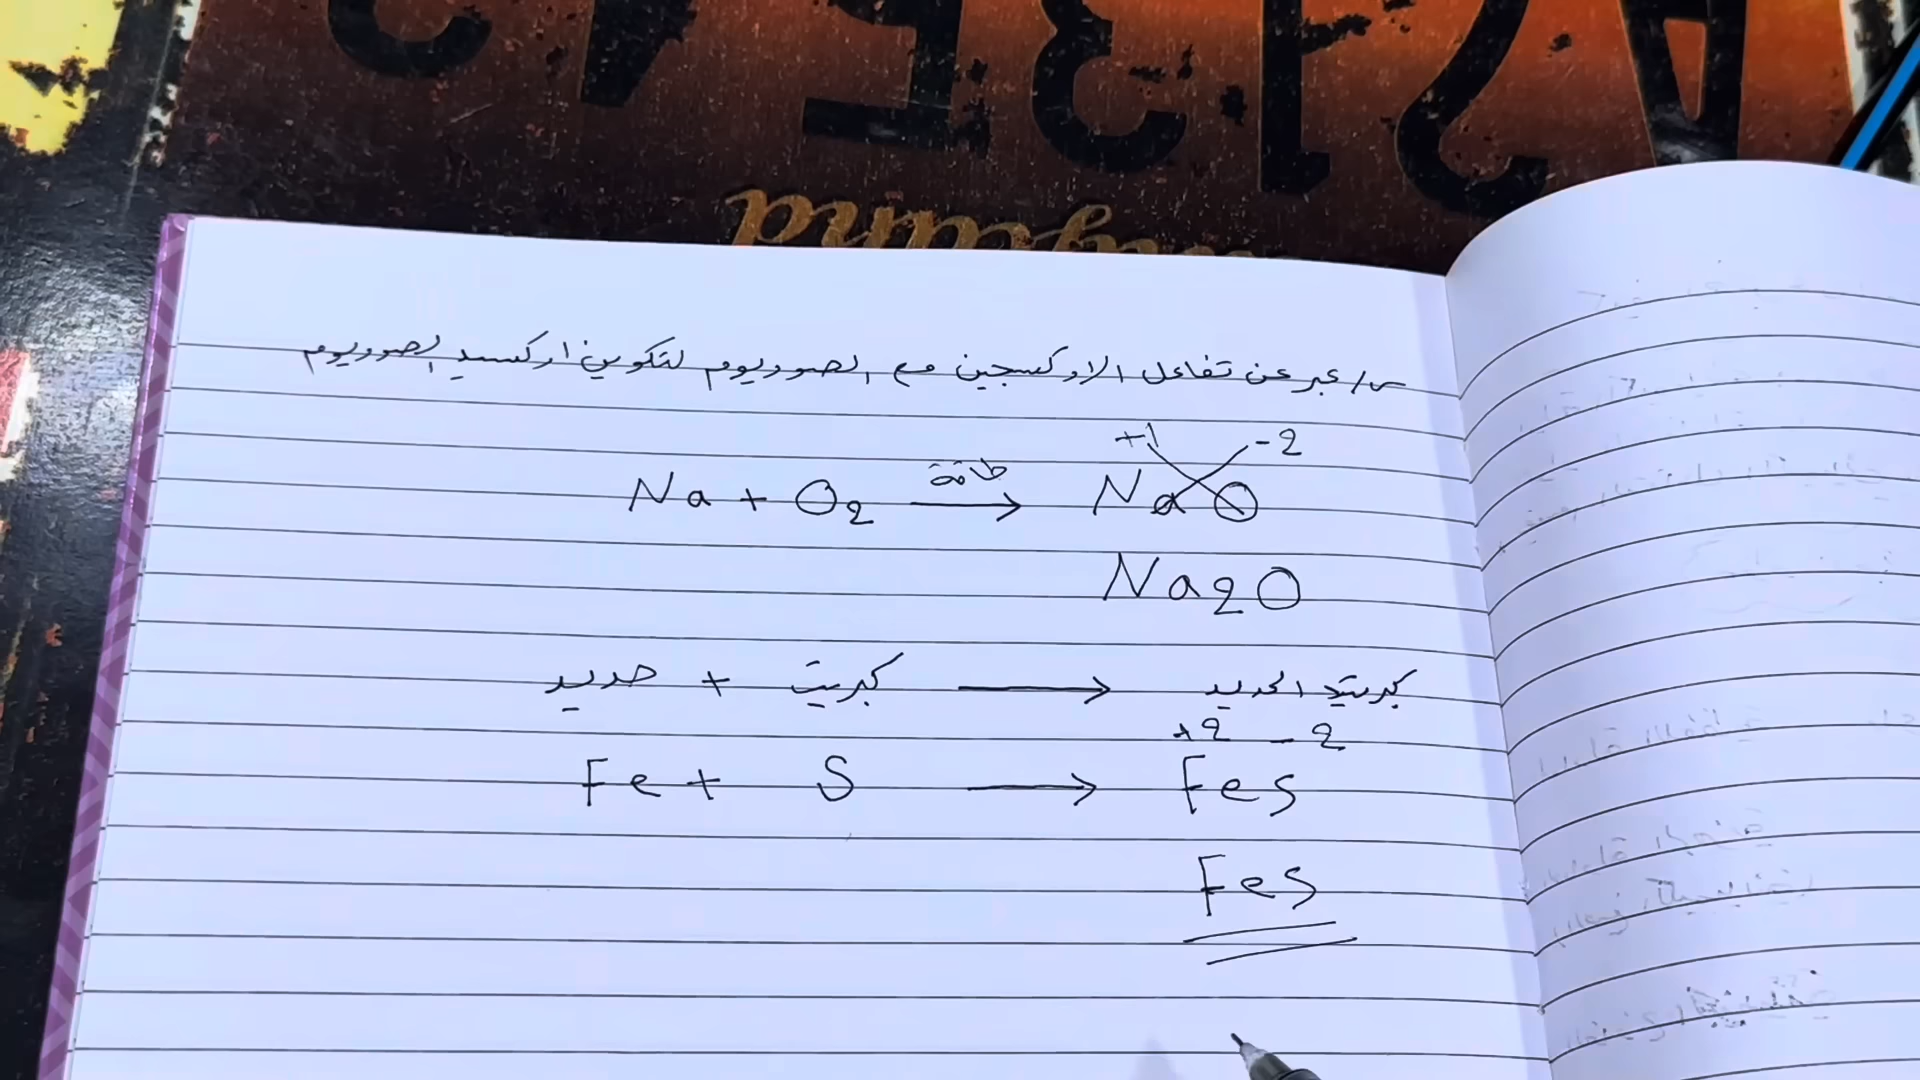 س/ عبر عن تفاعل الاوكسجين مع الصوديوم لتكوين اوكسيد الصوديوم
+1 -2
Na + O2 طاقة → NaO
Na2O
حديد + كبريت → كبريتيد الحديد
+2 -2
Fe + S → Fes
Fes